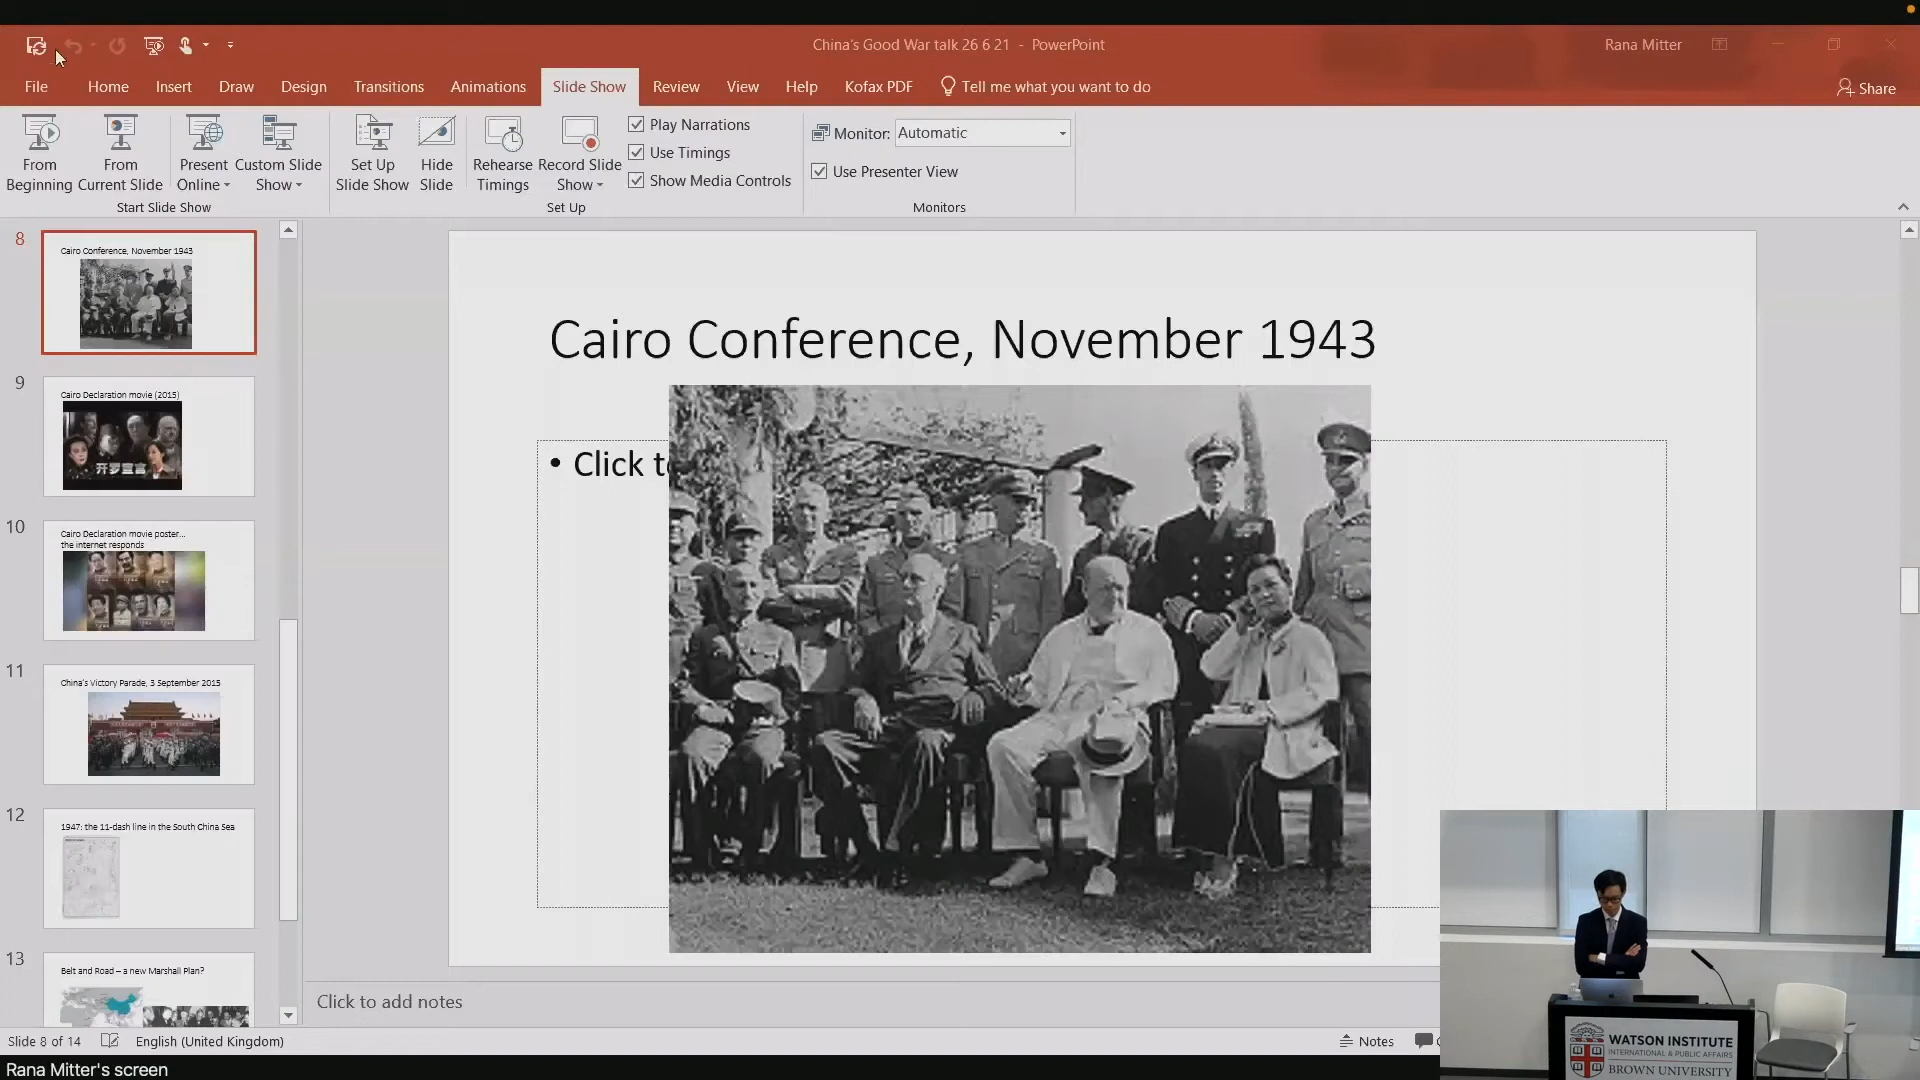 China's Good War talk 26 6 21 - PowerPoint
Rana Mitter
File Home Insert Draw Design Transitions Animations Slide Show Review View Help Kofax PDF Tell me what you want to do
Share
From Beginning
From Current Slide
Present Online
Custom Slide Show
Start Slide Show
Set Up Slide Show
Hide Slide
Rehearse Timings
Record Slide Show
Play Narrations
Use Timings
Show Media Controls
Set Up
Monitor: Automatic
Use Presenter View
Monitors
8
Cairo Conference, November 1943
9
Cairo Declaration movie (2015)
开罗宣言
10
Cairo Declaration movie poster...
the internet responds
11
China's Victory Parade, 3 September 2015
12
1947: the 11-dash line in the South China Sea
13
Belt and Road – a new Marshall Plan?
Cairo Conference, November 1943
• Click to
Click to add notes
Slide 8 of 14
English (United Kingdom)
Notes
Rana Mitter's screen
WATSON INSTITUTE
INTERNATIONAL & PUBLIC AFFAIRS
BROWN UNIVERSITY